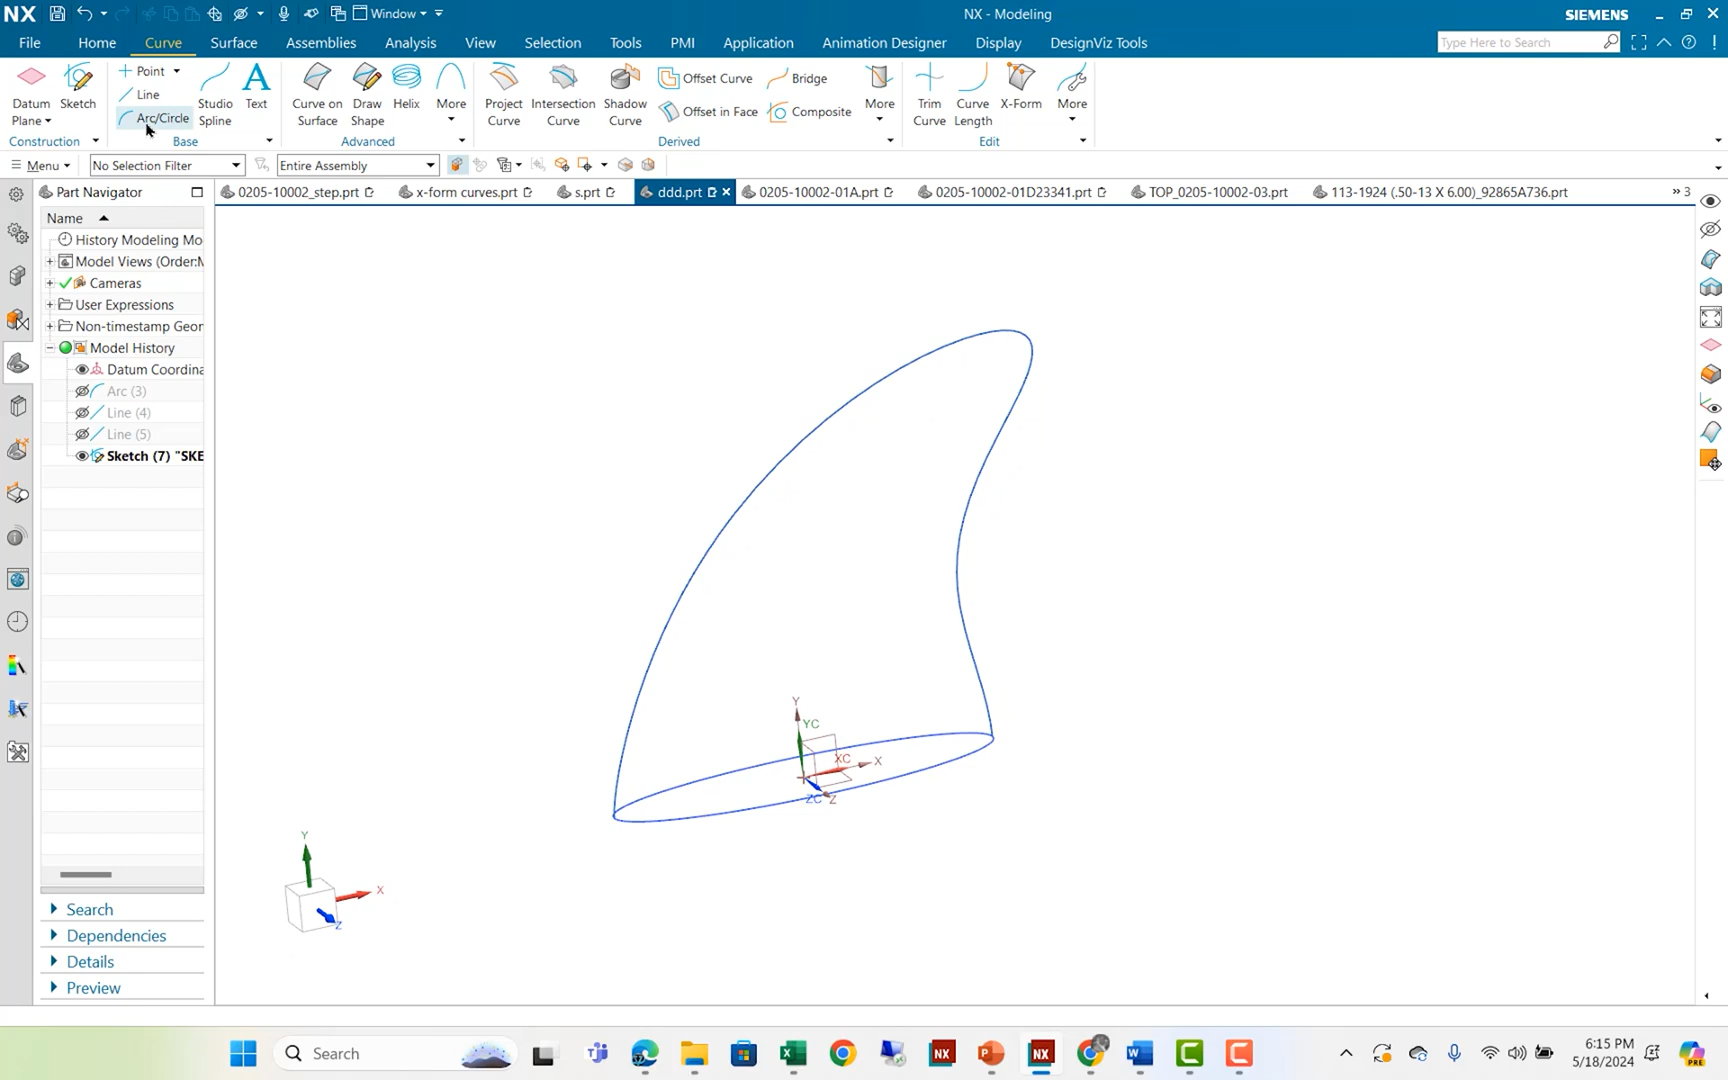 NX
Window
NX - Modeling
SIEMENS
File
Home
Curve
Surface
Assemblies
Analysis
View
Selection
Tools
PMI
Application
Animation Designer
Display
DesignViz Tools
Type Here to Search
Datum Plane
Sketch
Point
Line
Arc/Circle
Studio Spline
Text
Curve on Surface
Draw Shape
Helix
More
Project Curve
Intersection Curve
Shadow Curve
Offset Curve
Offset in Face
Bridge
Composite
More
Trim Curve
Curve Length
X-Form
More
Construction
Base
Advanced
Derived
Edit
Menu
No Selection Filter
Entire Assembly
Part Navigator
0205-10002_step.prt
x-form curves.prt
s.prt
ddd.prt
0205-10002-01A.prt
0205-10002-01D23341.prt
TOP_0205-10002-03.prt
113-1924 (.50-13 X 6.00)_92865A736.prt
3
Name
History Modeling Mo
Model Views (Order:M
Cameras
User Expressions
Non-timestamp Geor
Model History
Datum Coordina
Arc (3)
Line (4)
Line (5)
Sketch (7) "SKE
Y
YC
XC
X
ZC
Z
Y
X
Z
Search
Dependencies
Details
Preview
Search
NX
NX
6:15 PM
5/18/2024
PRE